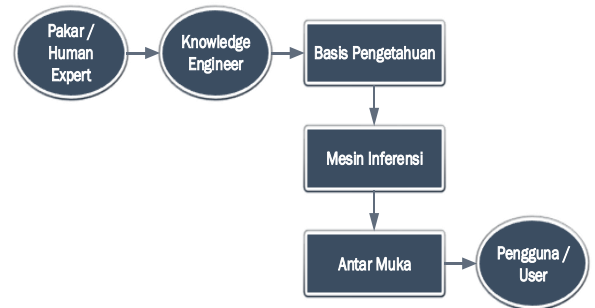 Pakar /
Human
Expert
Knowledge
Engineer
Basis Pengetahuan
Mesin Inferensi
Antar Muka
Pengguna /
User